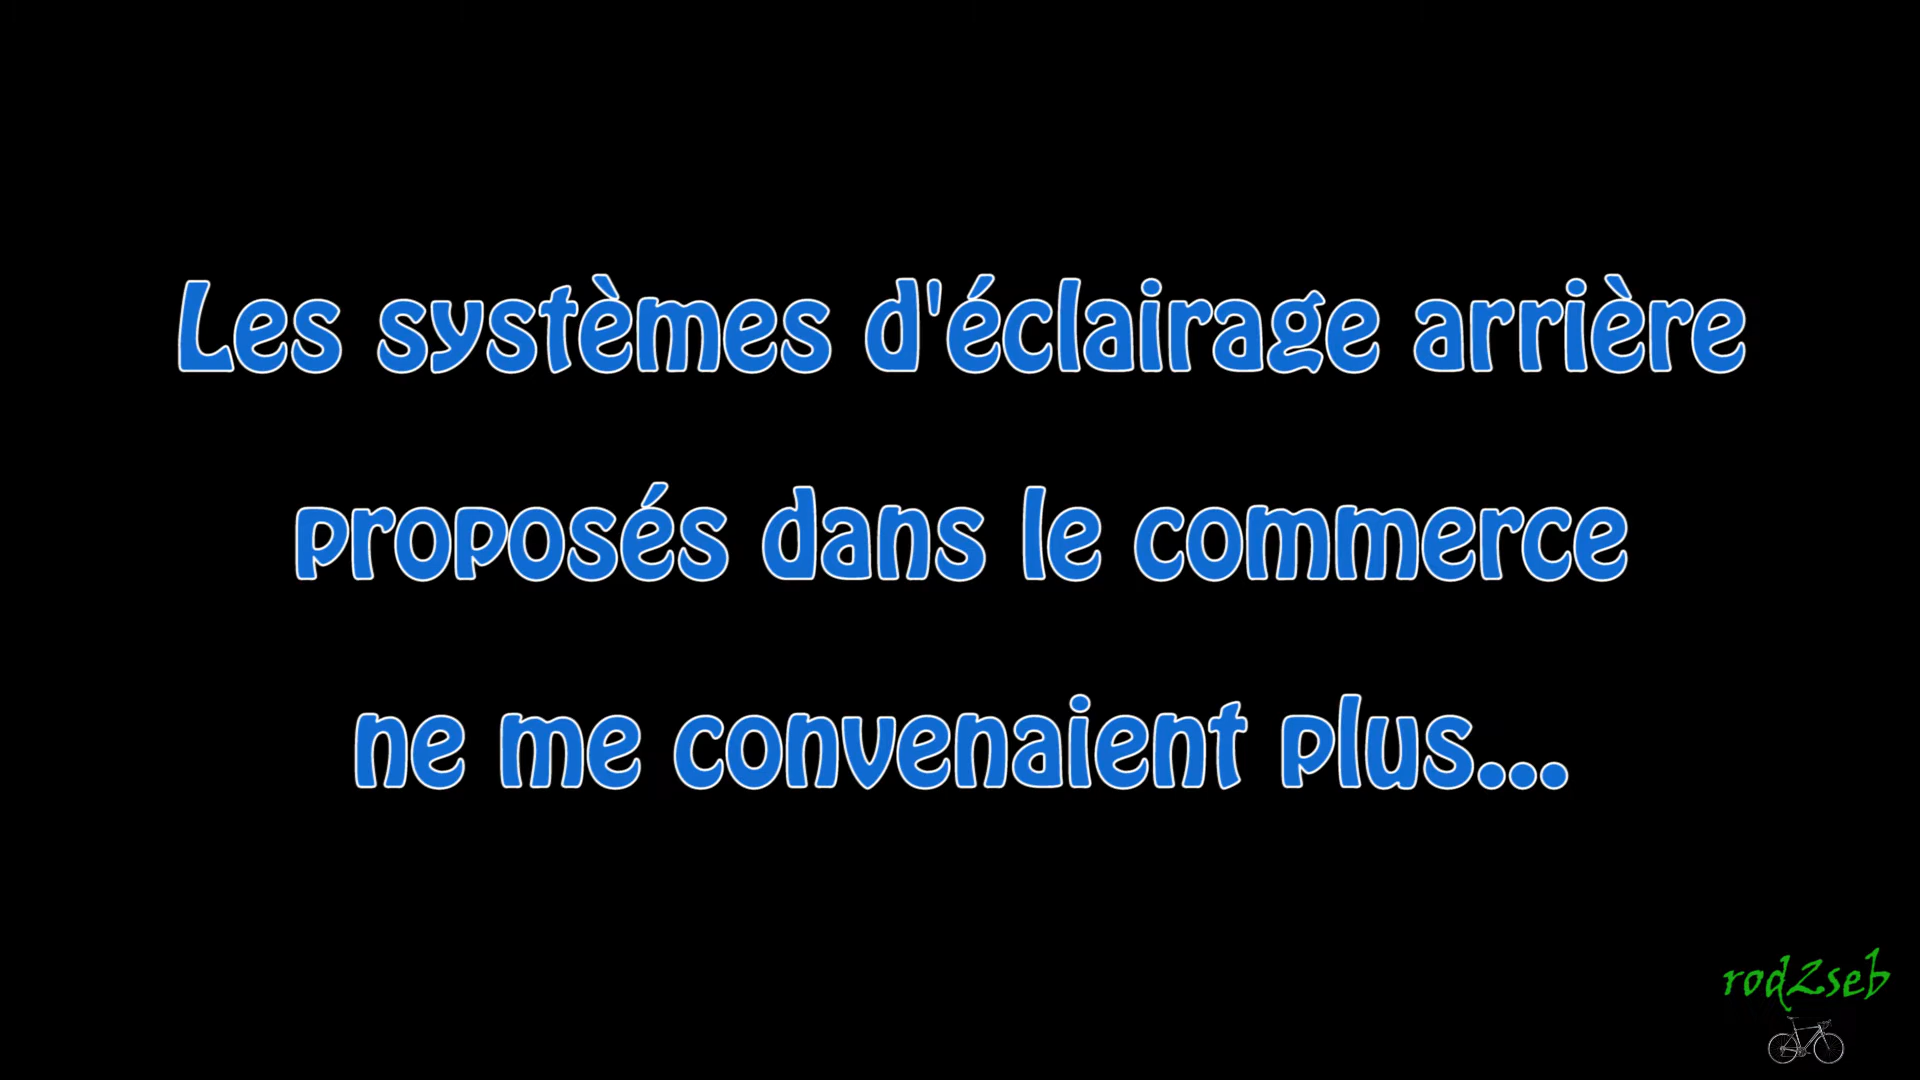 Les systèmes d'éclairage arrière
proposés dans le commerce
ne me convenaient plus...
rod2seb